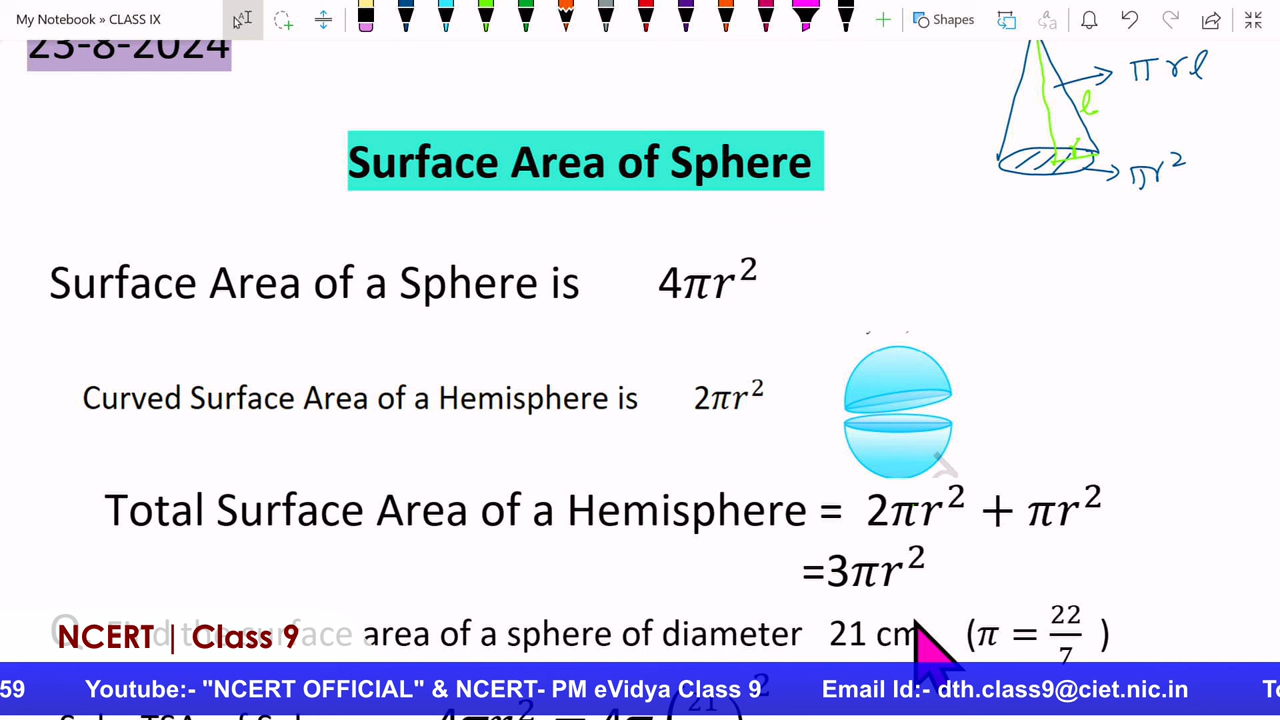 My Notebook » CLASS IX
Shapes
23-8-2024
π r l
l
r
πr²
Surface Area of Sphere
Surface Area of a Sphere is 4πr²
Curved Surface Area of a Hemisphere is 2πr²
Total Surface Area of a Hemisphere = 2πr² + πr²
=3πr²
area of a sphere of diameter 21 cm (π = 22/7 )
NCERT | Class 9
59 Youtube:- "NCERT OFFICIAL" & NCERT- PM eVidya Class 9 Email Id:- dth.class9@ciet.nic.in